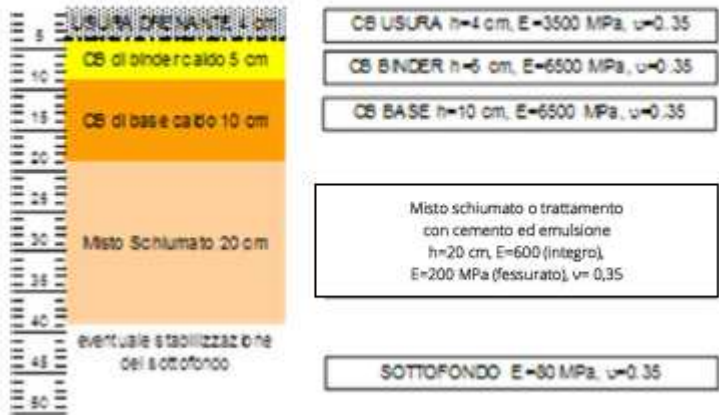 USURA DRENANTE 4 cm
CB di binder caldo 5 cm
CB di base caldo 10 cm
Misto Schiumato 20 cm
eventuale stabilizzazione
del sottofondo
5
10
15
20
25
30
35
40
45
50
CB USURA h=4 cm, E=3500 MPa, υ=0.35
CB BINDER h=6 cm, E=6500 MPa, υ=0.35
CB BASE h=10 cm, E=6500 MPa, υ=0.35
Misto schiumato o trattamento
con cemento ed emulsione
h=20 cm, E=600 (integro),
E=200 MPa (fessurato), ν= 0,35
SOTTOFONDO E=80 MPa, υ=0.35